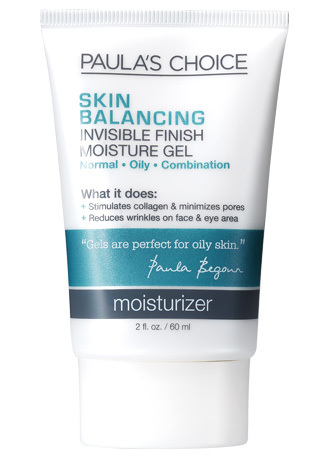 PAULA'S CHOICE
SKIN
BALANCING
INVISIBLE FINISH
MOISTURE GEL
Normal • Oily • Combination
What it does:
+ Stimulates collagen & minimizes pores
+ Reduces wrinkles on face & eye area
"Gels are perfect for oily skin."
Paula Begoun
moisturizer
2 fl. oz. / 60 ml